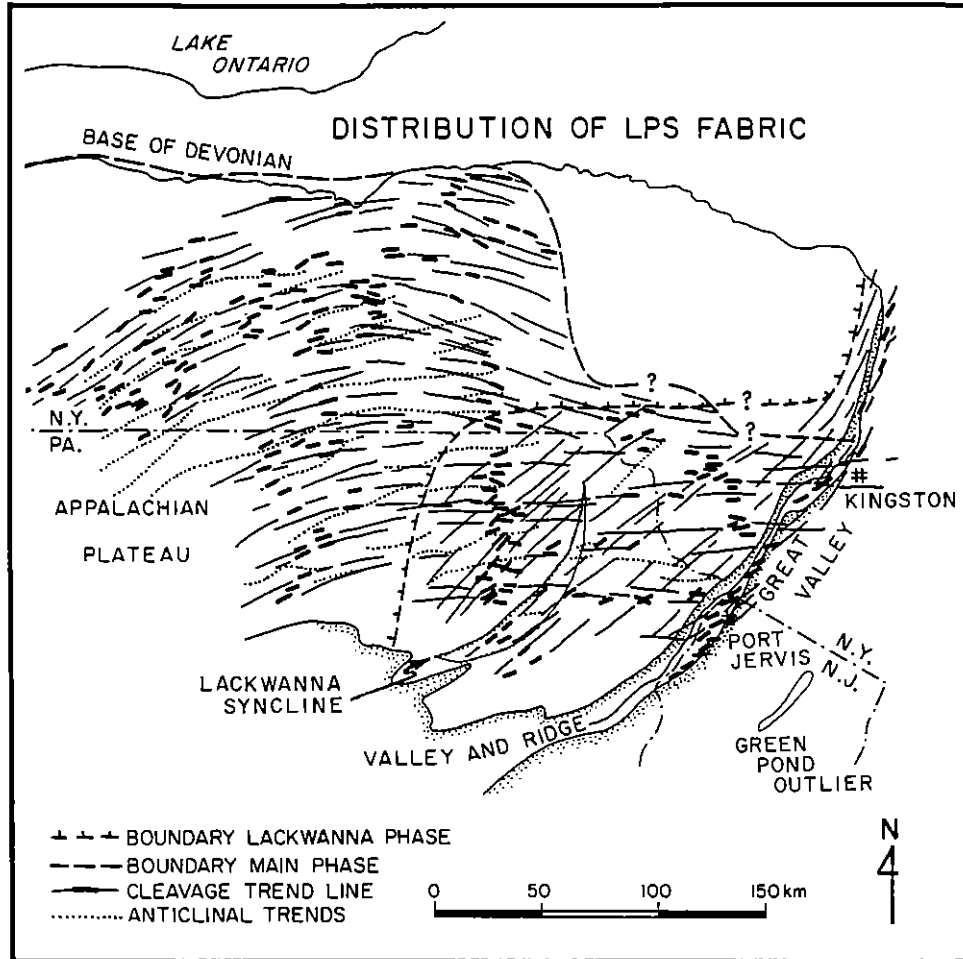 LAKE
ONTARIO
DISTRIBUTION OF LPS FABRIC
BASE OF DEVONIAN
?
?
?
N.Y.
PA.
APPALACHIAN
PLATEAU
#
KINGSTON
GREAT
VALLEY
PORT
JERVIS
N.Y.
N.J.
LACKWANNA
SYNCLINE
VALLEY AND RIDGE
GREEN
POND
OUTLIER
BOUNDARY LACKWANNA PHASE
BOUNDARY MAIN PHASE
CLEAVAGE TREND LINE
ANTICLINAL TRENDS
0 50 100 150 km
N